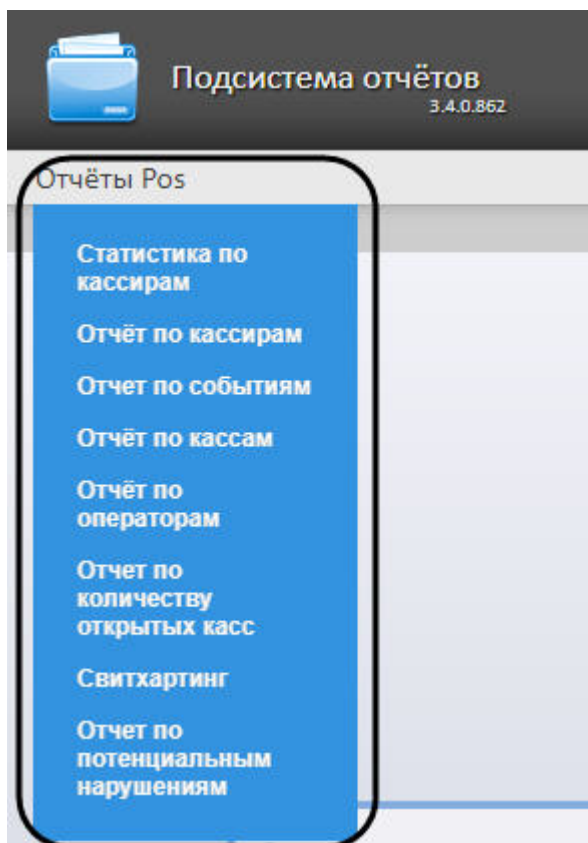 Подсистема отчётов
3.4.0.862
Отчёты Pos
Статистика по
кассирам
Отчёт по кассирам
Отчет по событиям
Отчёт по кассам
Отчёт по
операторам
Отчет по
количеству
открытых касс
Свитхартинг
Отчет по
потенциальным
нарушениям